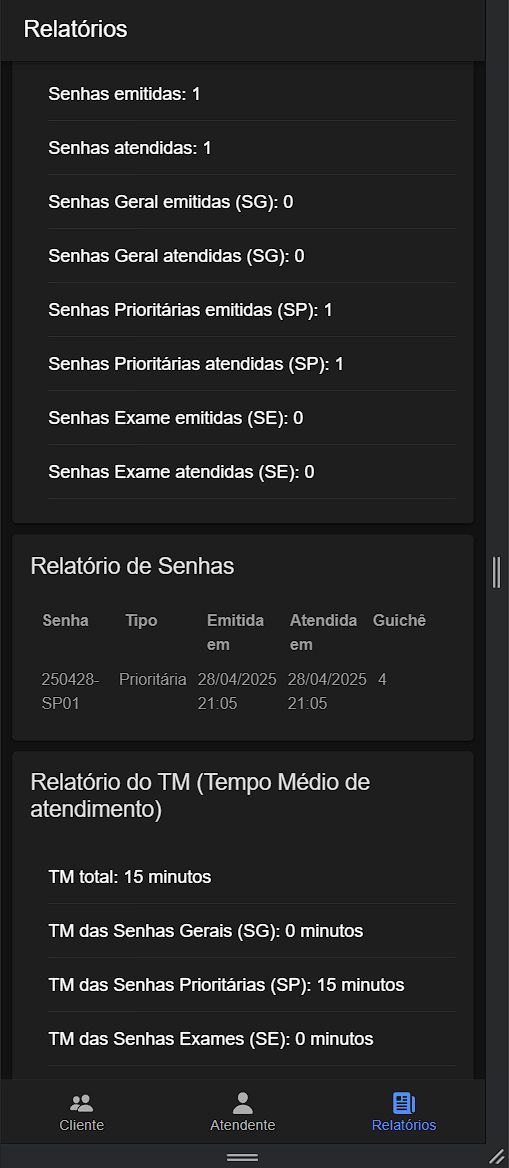 Relatórios
Senhas emitidas: 1
Senhas atendidas: 1
Senhas Geral emitidas (SG): 0
Senhas Geral atendidas (SG): 0
Senhas Prioritárias emitidas (SP): 1
Senhas Prioritárias atendidas (SP): 1
Senhas Exame emitidas (SE): 0
Senhas Exame atendidas (SE): 0
Relatório de Senhas
Senha Tipo Emitida Atendida Guichê
em em
250428- Prioritária 28/04/2025 28/04/2025 4
SP01 21:05 21:05
Relatório do TM (Tempo Médio de
atendimento)
TM total: 15 minutos
TM das Senhas Gerais (SG): 0 minutos
TM das Senhas Prioritárias (SP): 15 minutos
TM das Senhas Exames (SE): 0 minutos
Cliente Atendente Relatórios